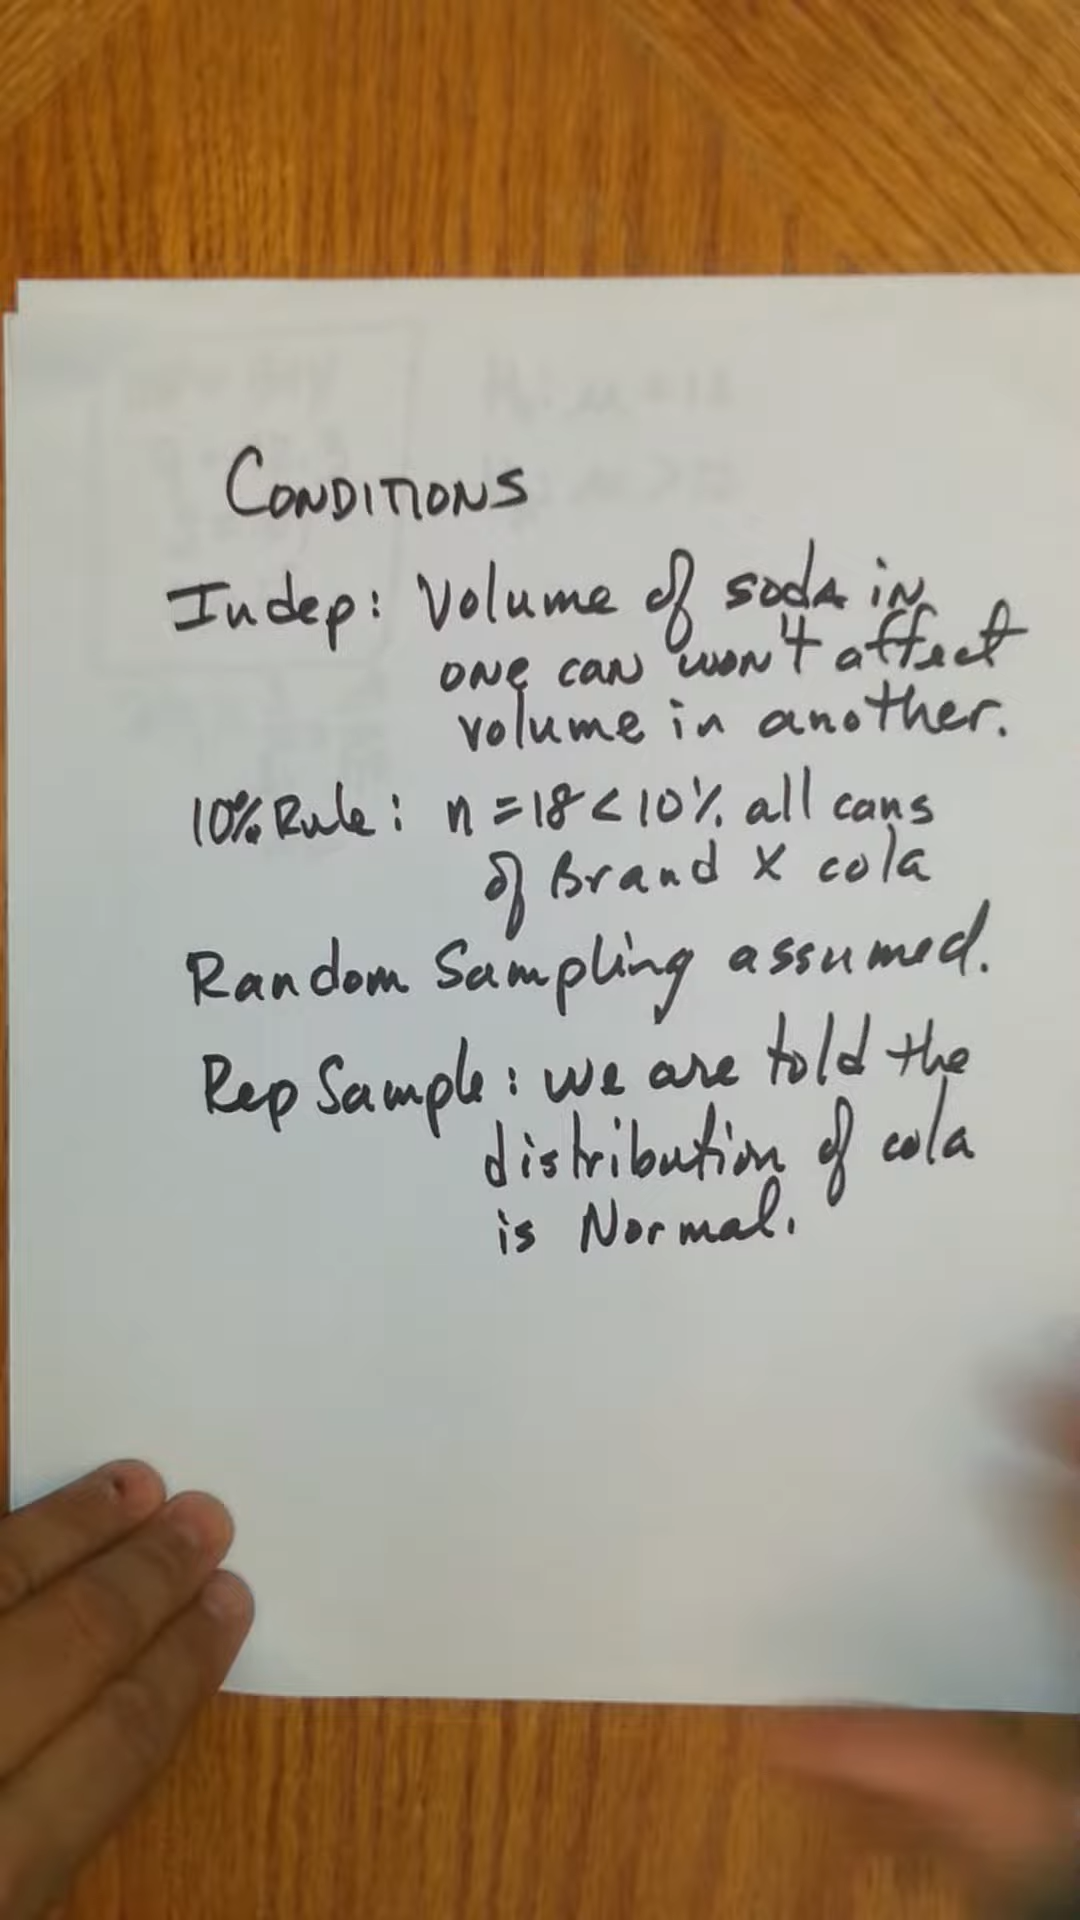 CONDITIONS
Indep: Volume of soda in
one can won't affect
volume in another.
10% Rule: n = 18 < 10% all cans
of Brand X cola
Random Sampling assumed.
Rep Sample: we are told the
distribution of cola
is Normal.